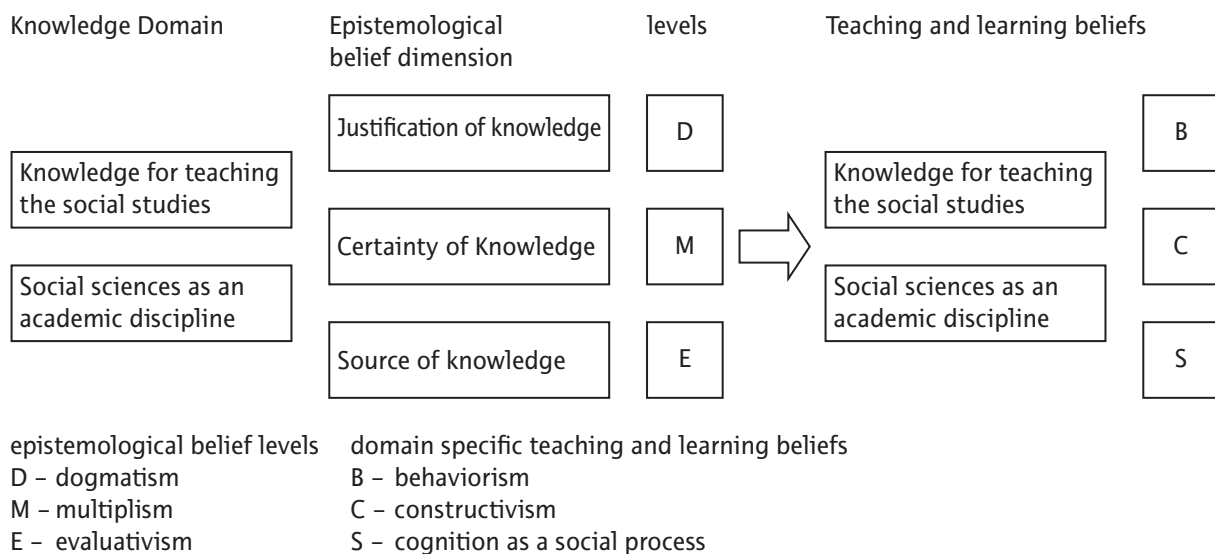 Knowledge Domain
Epistemological
belief dimension
levels
Teaching and learning beliefs
Knowledge for teaching
the social studies
Social sciences as an
academic discipline
Justification of knowledge
Certainty of Knowledge
Source of knowledge
D
M
E
Knowledge for teaching
the social studies
Social sciences as an
academic discipline
B
C
S
epistemological belief levels
D – dogmatism
M – multiplism
E – evaluativism
domain specific teaching and learning beliefs
B – behaviorism
C – constructivism
S – cognition as a social process